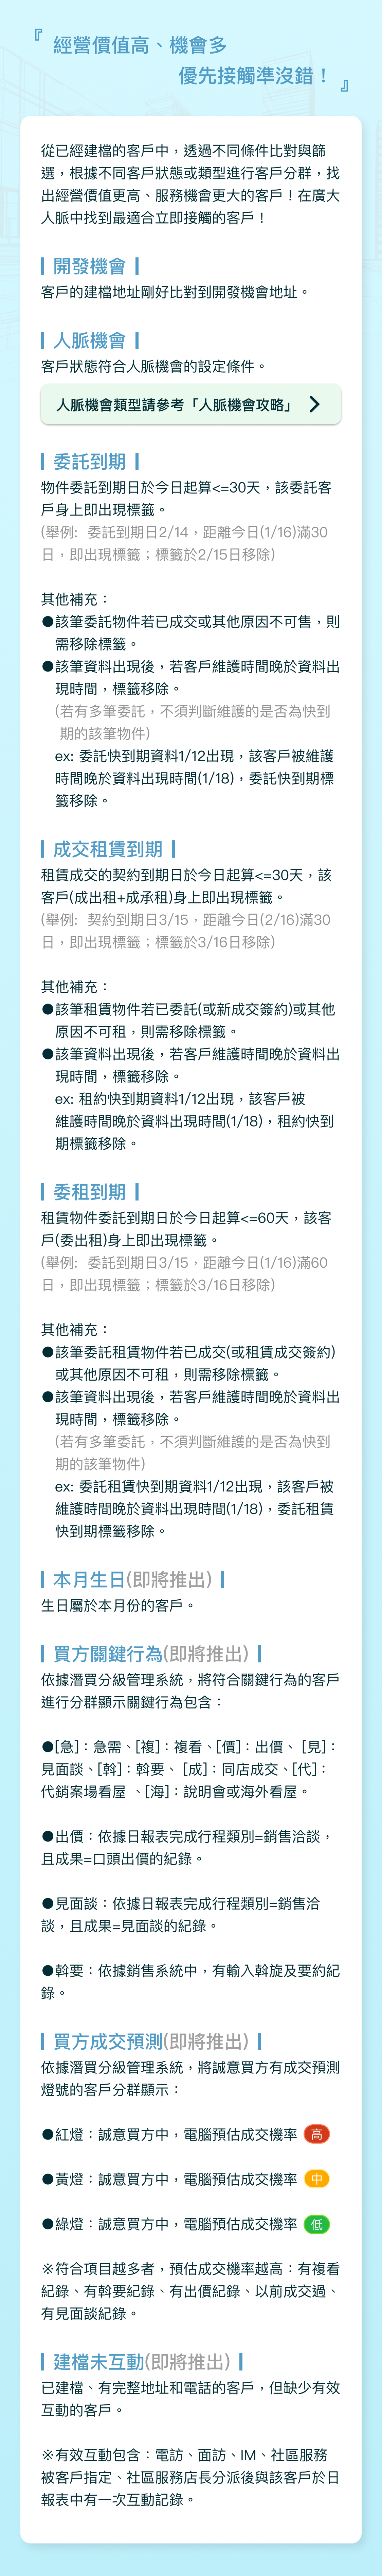 『 經營價值高、機會多
優先接觸準沒錯！ 』
從已經建檔的客戶中，透過不同條件比對與篩
選，根據不同客戶狀態或類型進行客戶分群，找
出經營價值更高、服務機會更大的客戶！在廣大
人脈中找到最適合立即接觸的客戶！
開發機會
客戶的建檔地址剛好比對到開發機會地址。
人脈機會
客戶狀態符合人脈機會的設定條件。
人脈機會類型請參考「人脈機會攻略」
委託到期
物件委託到期日於今日起算<=30天，該委託客
戶身上即出現標籤。
(舉例: 委託到期日2/14，距離今日(1/16)滿30
日，即出現標籤；標籤於2/15日移除)
其他補充：
●該筆委託物件若已成交或其他原因不可售，則
需移除標籤。
●該筆資料出現後，若客戶維護時間晚於資料出
現時間，標籤移除。
(若有多筆委託，不須判斷維護的是否為快到
期的該筆物件)
ex: 委託快到期資料1/12出現，該客戶被維護
時間晚於資料出現時間(1/18)，委託快到期標
籤移除。
成交租賃到期
租賃成交的契約到期日於今日起算<=30天，該
客戶(成出租+成承租)身上即出現標籤。
(舉例: 契約到期日3/15，距離今日(2/16)滿30
日，即出現標籤；標籤於3/16日移除)
其他補充：
●該筆租賃物件若已委託(或新成交簽約)或其他
原因不可租，則需移除標籤。
●該筆資料出現後，若客戶維護時間晚於資料出
現時間，標籤移除。
ex: 租約快到期資料1/12出現，該客戶被
維護時間晚於資料出現時間(1/18)，租約快到
期標籤移除。
委租到期
租賃物件委託到期日於今日起算<=60天，該客
戶(委出租)身上即出現標籤。
(舉例: 委託到期日3/15，距離今日(1/16)滿60
日，即出現標籤；標籤於3/16日移除)
其他補充：
●該筆委託租賃物件若已成交(或租賃成交簽約)
或其他原因不可租，則需移除標籤。
●該筆資料出現後，若客戶維護時間晚於資料出
現時間，標籤移除。
(若有多筆委託，不須判斷維護的是否為快到
期的該筆物件)
ex: 委託租賃快到期資料1/12出現，該客戶被
維護時間晚於資料出現時間(1/18)，委託租賃
快到期標籤移除。
本月生日(即將推出)
生日屬於本月份的客戶。
買方關鍵行為(即將推出)
依據潛買分級管理系統，將符合關鍵行為的客戶
進行分群顯示關鍵行為包含：
●[急]：急需、[複]：複看、[價]：出價、 [見]：
見面談、[斡]：斡要、 [成]：同店成交、[代]：
代銷案場看屋 、[海]：說明會或海外看屋。
●出價：依據日報表完成行程類別=銷售洽談，
且成果=口頭出價的紀錄。
●見面談：依據日報表完成行程類別=銷售洽
談，且成果=見面談的紀錄。
●斡要：依據銷售系統中，有輸入斡旋及要約紀
錄。
買方成交預測(即將推出)
依據潛買分級管理系統，將誠意買方有成交預測
燈號的客戶分群顯示：
●紅燈：誠意買方中，電腦預估成交機率 高
●黃燈：誠意買方中，電腦預估成交機率 中
●綠燈：誠意買方中，電腦預估成交機率 低
※符合項目越多者，預估成交機率越高：有複看
紀錄、有斡要紀錄、有出價紀錄、以前成交過、
有見面談紀錄。
建檔未互動(即將推出)
已建檔、有完整地址和電話的客戶，但缺少有效
互動的客戶。
※有效互動包含：電訪、面訪、IM、社區服務
被客戶指定、社區服務店長分派後與該客戶於日
報表中有一次互動記錄。